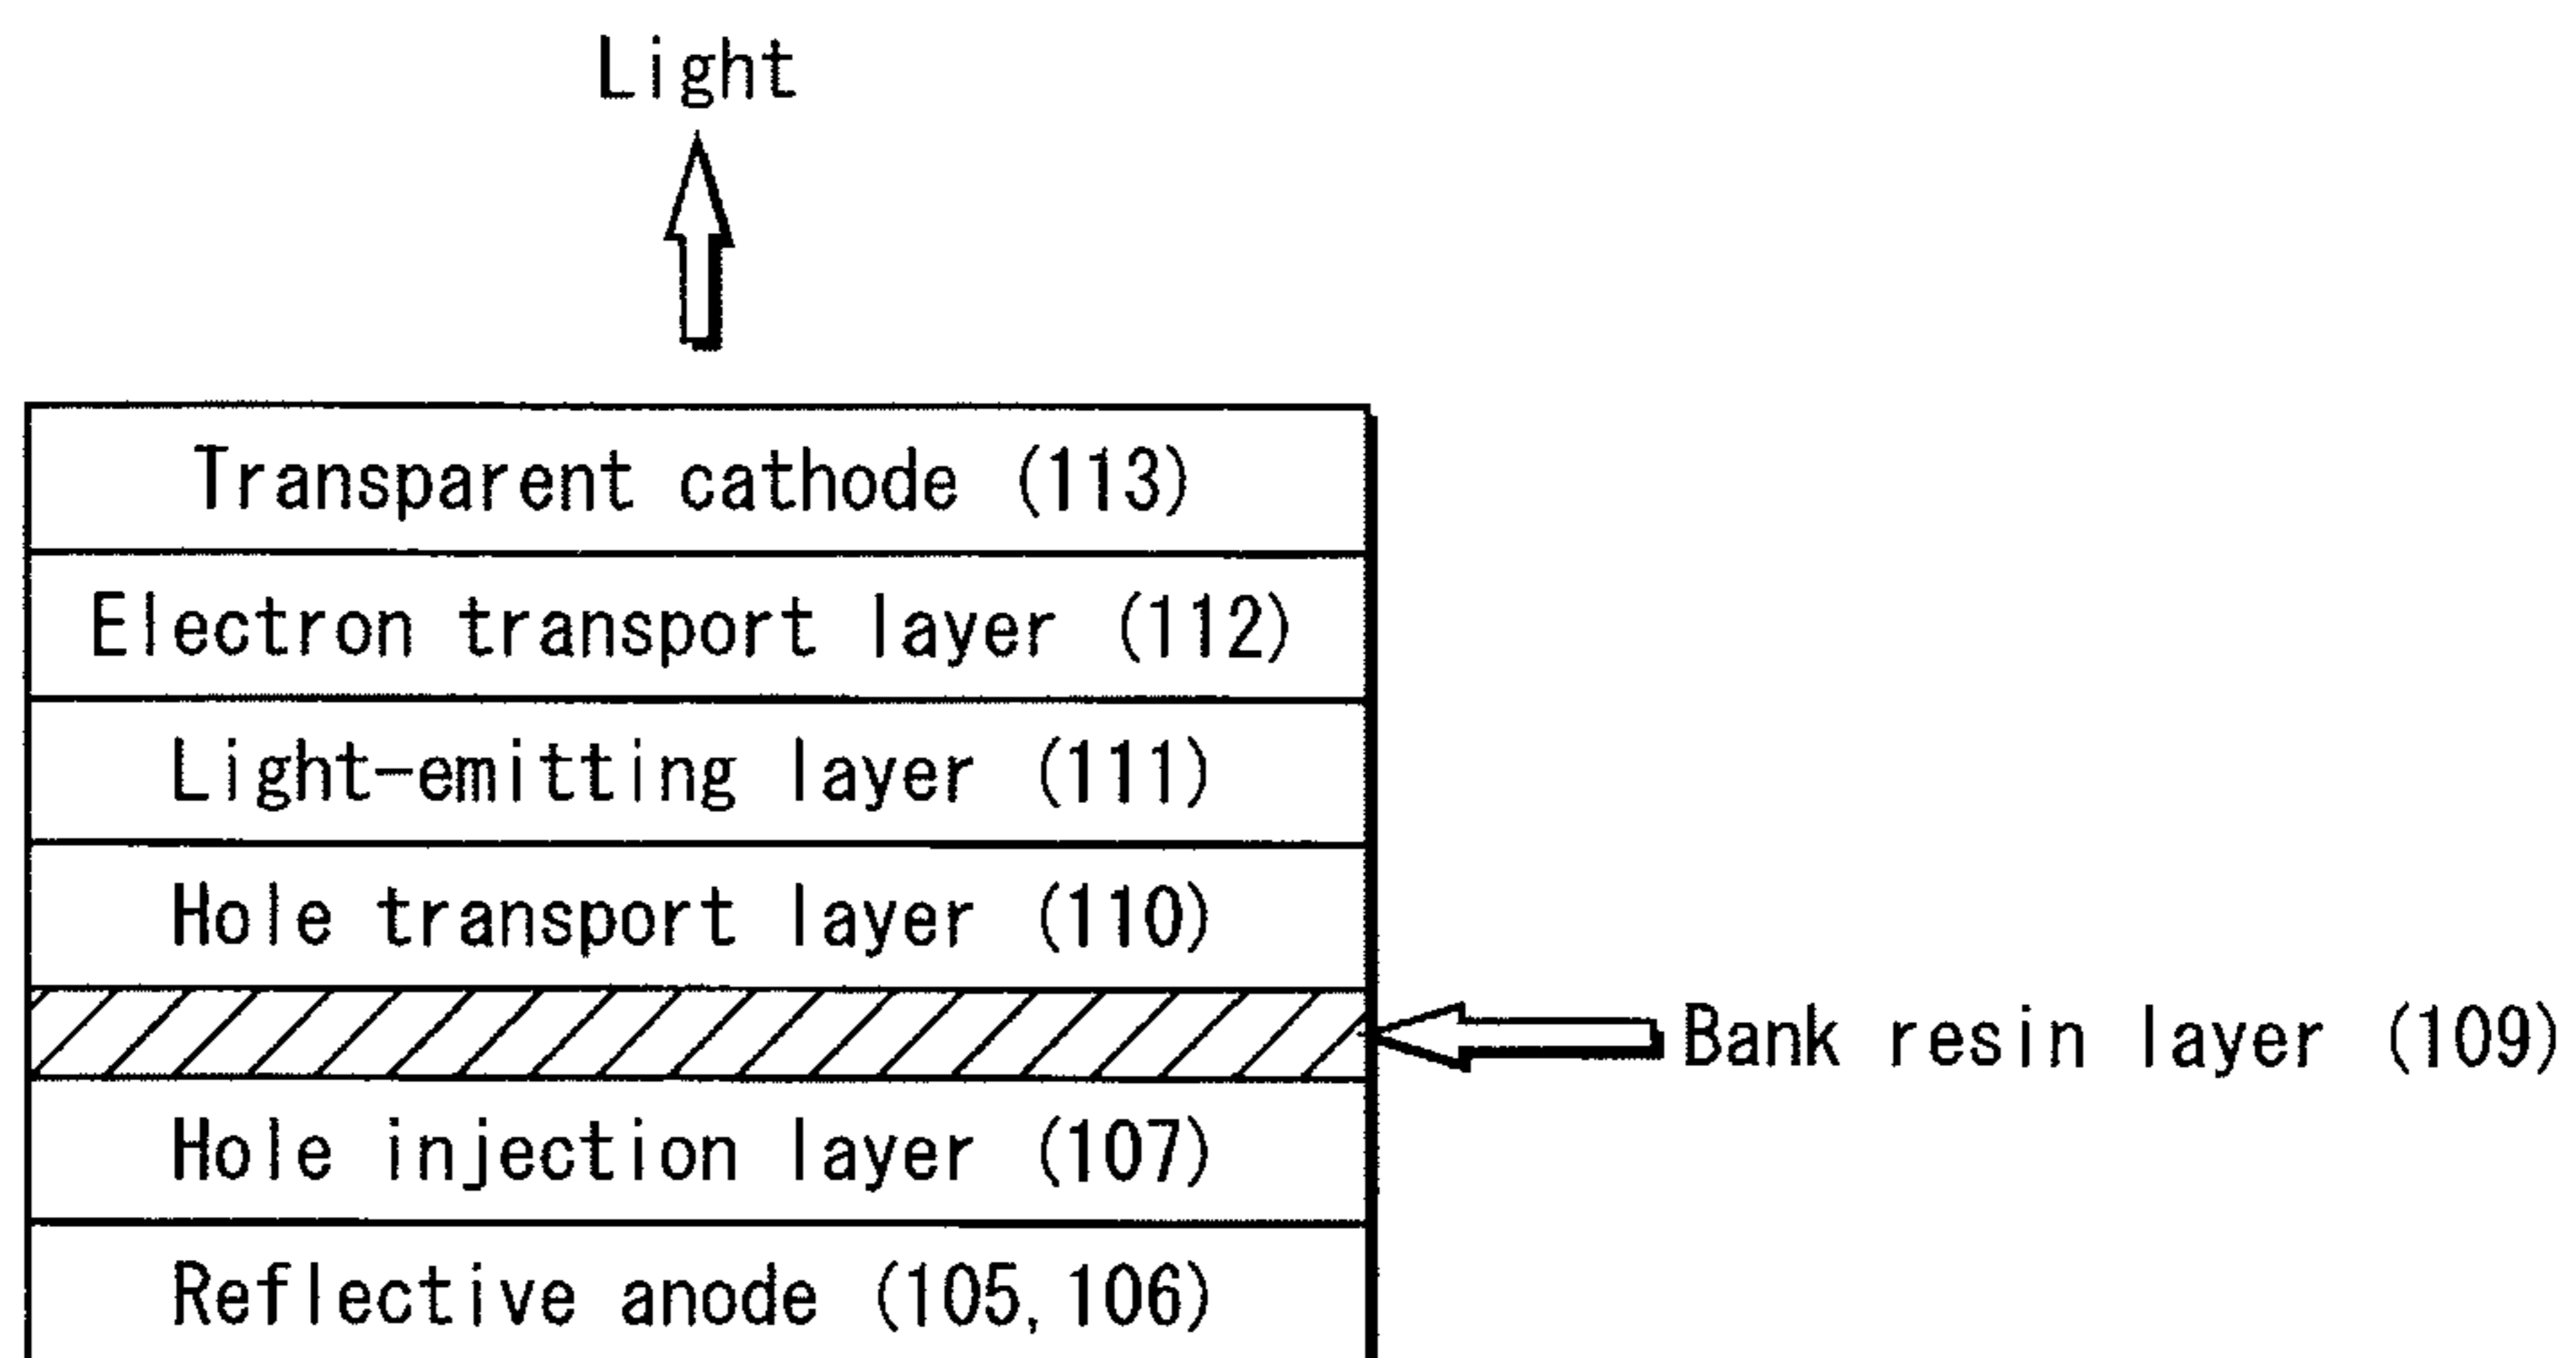 Light
Transparent cathode (113)
Electron transport layer (112)
Light-emitting layer (111)
Hole transport layer (110)
Bank resin layer (109)
Hole injection layer (107)
Reflective anode (105, 106)